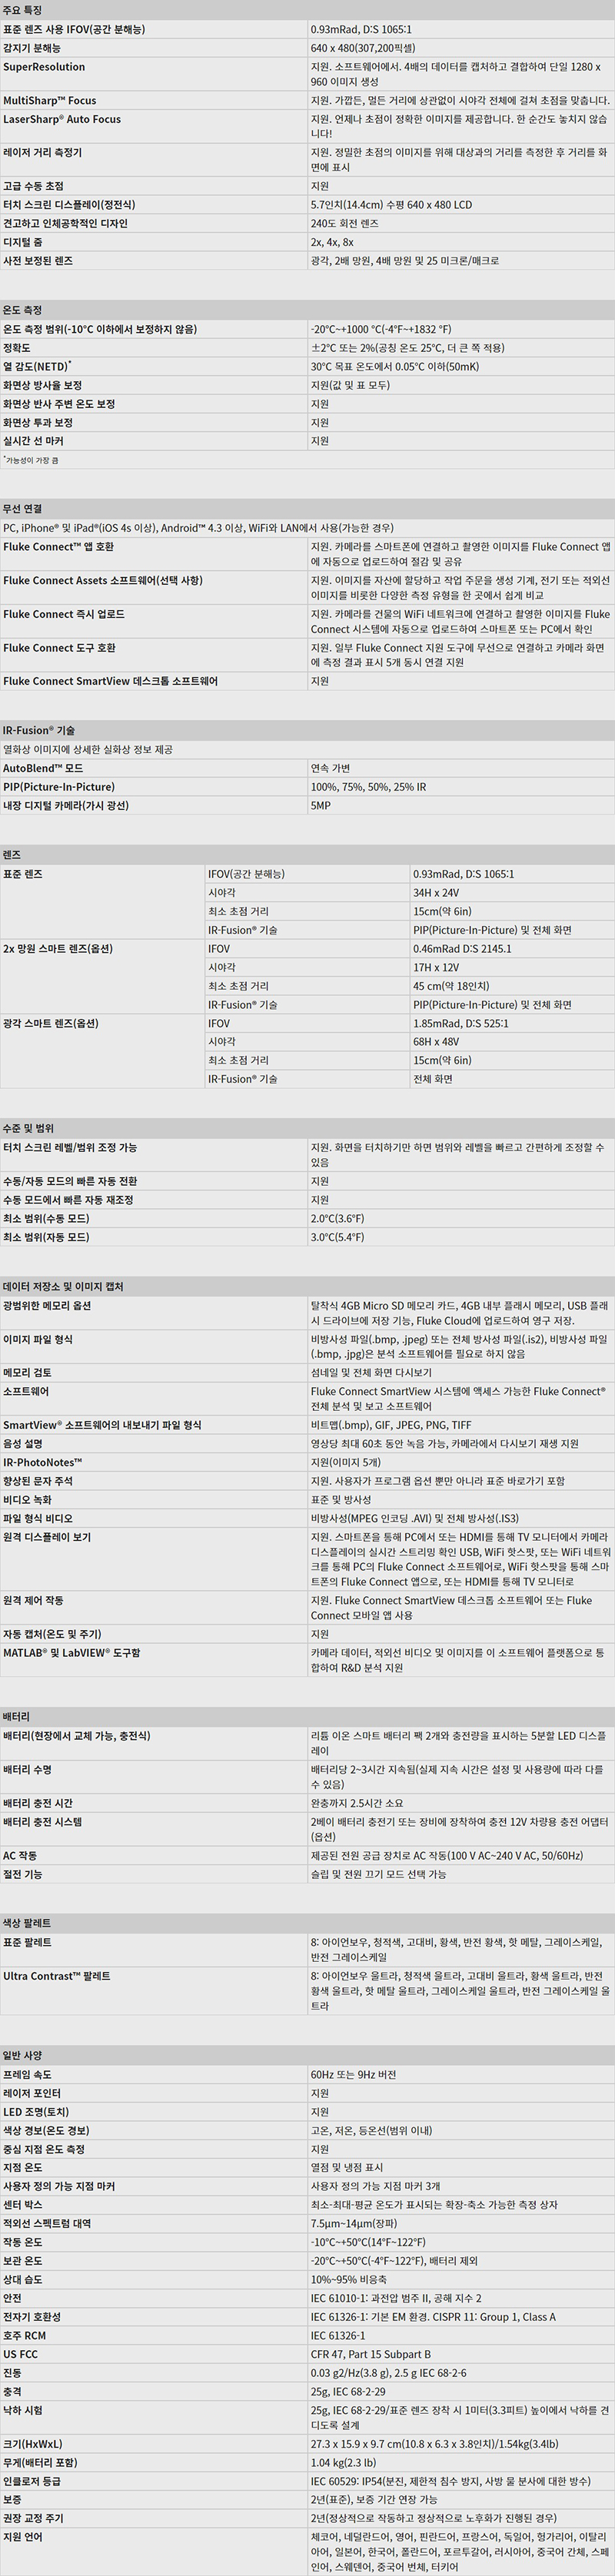 주요 특징
표준 렌즈 사용 IFOV(공간 분해능) 0.93mRad, D:S 1065:1
감지기 분해능 640 x 480(307,200픽셀)
SuperResolution 지원. 소프트웨어에서. 4배의 데이터를 캡처하고 결합하여 단일 1280 x
960 이미지 생성
MultiSharp™ Focus 지원. 가깝든, 멀든 거리에 상관없이 시야각 전체에 걸쳐 초점을 맞춥니다.
LaserSharp® Auto Focus 지원. 언제나 초점이 정확한 이미지를 제공합니다. 한 순간도 놓치지 않습
니다!
레이저 거리 측정기 지원. 정밀한 초점의 이미지를 위해 대상과의 거리를 측정한 후 거리를 화
면에 표시
고급 수동 초점 지원
터치 스크린 디스플레이(정전식) 5.7인치(14.4cm) 수평 640 x 480 LCD
견고하고 인체공학적인 디자인 240도 회전 렌즈
디지털 줌 2x, 4x, 8x
사전 보정된 렌즈 광각, 2배 망원, 4배 망원 및 25 미크론/매크로
온도 측정
온도 측정 범위(-10°C 이하에서 보정하지 않음) -20°C~+1000 °C(-4°F~+1832 °F)
정확도 ±2°C 또는 2%(공칭 온도 25°C, 더 큰 쪽 적용)
열 감도(NETD)* 30°C 목표 온도에서 0.05°C 이하(50mK)
화면상 방사율 보정 지원(값 및 표 모두)
화면상 반사 주변 온도 보정 지원
화면상 투과 보정 지원
실시간 선 마커 지원
*가능성이 가장 큼
무선 연결
PC, iPhone® 및 iPad®(iOS 4s 이상), Android™ 4.3 이상, WiFi와 LAN에서 사용(가능한 경우)
Fluke Connect™ 앱 호환 지원. 카메라를 스마트폰에 연결하고 촬영한 이미지를 Fluke Connect 앱
에 자동으로 업로드하여 절감 및 공유
Fluke Connect Assets 소프트웨어(선택 사항) 지원. 이미지를 자산에 할당하고 작업 주문을 생성 기계, 전기 또는 적외선
이미지를 비롯한 다양한 측정 유형을 한 곳에서 쉽게 비교
Fluke Connect 즉시 업로드 지원. 카메라를 건물의 WiFi 네트워크에 연결하고 촬영한 이미지를 Fluke
Connect 시스템에 자동으로 업로드하여 스마트폰 또는 PC에서 확인
Fluke Connect 도구 호환 지원. 일부 Fluke Connect 지원 도구에 무선으로 연결하고 카메라 화면
에 측정 결과 표시 5개 동시 연결 지원
Fluke Connect SmartView 데스크톱 소프트웨어 지원
IR-Fusion® 기술
열화상 이미지에 상세한 실화상 정보 제공
AutoBlend™ 모드 연속 가변
PIP(Picture-In-Picture) 100%, 75%, 50%, 25% IR
내장 디지털 카메라(가시 광선) 5MP
렌즈
표준 렌즈 IFOV(공간 분해능) 0.93mRad, D:S 1065:1
시야각 34H x 24V
최소 초점 거리 15cm(약 6in)
IR-Fusion® 기술 PIP(Picture-In-Picture) 및 전체 화면
2x 망원 스마트 렌즈(옵션) IFOV 0.46mRad D:S 2145.1
시야각 17H x 12V
최소 초점 거리 45 cm(약 18인치)
IR-Fusion® 기술 PIP(Picture-In-Picture) 및 전체 화면
광각 스마트 렌즈(옵션) IFOV 1.85mRad, D:S 525:1
시야각 68H x 48V
최소 초점 거리 15cm(약 6in)
IR-Fusion® 기술 전체 화면
수준 및 범위
터치 스크린 레벨/범위 조정 가능 지원. 화면을 터치하기만 하면 범위와 레벨을 빠르고 간편하게 조정할 수
있음
수동/자동 모드의 빠른 자동 전환 지원
수동 모드에서 빠른 자동 재조정 지원
최소 범위(수동 모드) 2.0°C(3.6°F)
최소 범위(자동 모드) 3.0°C(5.4°F)
데이터 저장소 및 이미지 캡처
광범위한 메모리 옵션 탈착식 4GB Micro SD 메모리 카드, 4GB 내부 플래시 메모리, USB 플래
시 드라이브에 저장 기능, Fluke Cloud에 업로드하여 영구 저장.
이미지 파일 형식 비방사성 파일(.bmp, .jpeg) 또는 전체 방사성 파일(.is2), 비방사성 파일
(.bmp, .jpg)은 분석 소프트웨어를 필요로 하지 않음
메모리 검토 섬네일 및 전체 화면 다시보기
소프트웨어 Fluke Connect SmartView 시스템에 액세스 가능한 Fluke Connect®
전체 분석 및 보고 소프트웨어
SmartView® 소프트웨어의 내보내기 파일 형식 비트맵(.bmp), GIF, JPEG, PNG, TIFF
음성 설명 영상당 최대 60초 동안 녹음 가능, 카메라에서 다시보기 재생 지원
IR-PhotoNotes™ 지원(이미지 5개)
향상된 문자 주석 지원. 사용자가 프로그램 옵션 뿐만 아니라 표준 바로가기 포함
비디오 녹화 표준 및 방사성
파일 형식 비디오 비방사성(MPEG 인코딩 .AVI) 및 전체 방사성(.IS3)
원격 디스플레이 보기 지원. 스마트폰을 통해 PC에서 또는 HDMI를 통해 TV 모니터에서 카메라
디스플레이의 실시간 스트리밍 확인 USB, WiFi 핫스팟, 또는 WiFi 네트워
크를 통해 PC의 Fluke Connect 소프트웨어로, WiFi 핫스팟을 통해 스마
트폰의 Fluke Connect 앱으로, 또는 HDMI를 통해 TV 모니터로
원격 제어 작동 지원. Fluke Connect SmartView 데스크톱 소프트웨어 또는 Fluke
Connect 모바일 앱 사용
자동 캡처(온도 및 주기) 지원
MATLAB® 및 LabVIEW® 도구함 카메라 데이터, 적외선 비디오 및 이미지를 이 소프트웨어 플랫폼으로 통
합하여 R&D 분석 지원
배터리
배터리(현장에서 교체 가능, 충전식) 리튬 이온 스마트 배터리 팩 2개와 충전량을 표시하는 5분할 LED 디스플
레이
배터리 수명 배터리당 2~3시간 지속됨(실제 지속 시간은 설정 및 사용량에 따라 다를
수 있음)
배터리 충전 시간 완충까지 2.5시간 소요
배터리 충전 시스템 2베이 배터리 충전기 또는 장비에 장착하여 충전 12V 차량용 충전 어댑터
(옵션)
AC 작동 제공된 전원 공급 장치로 AC 작동(100 V AC~240 V AC, 50/60Hz)
절전 기능 슬립 및 전원 끄기 모드 선택 가능
색상 팔레트
표준 팔레트 8: 아이언보우, 청적색, 고대비, 황색, 반전 황색, 핫 메탈, 그레이스케일,
반전 그레이스케일
Ultra Contrast™ 팔레트 8: 아이언보우 울트라, 청적색 울트라, 고대비 울트라, 황색 울트라, 반전
황색 울트라, 핫 메탈 울트라, 그레이스케일 울트라, 반전 그레이스케일 울
트라
일반 사양
프레임 속도 60Hz 또는 9Hz 버젼
레이저 포인터 지원
LED 조명(토치) 지원
색상 경보(온도 경보) 고온, 저온, 등온선(범위 이내)
중심 지점 온도 측정 지원
지점 온도 열점 및 냉점 표시
사용자 정의 가능 지점 마커 사용자 정의 가능 지점 마커 3개
센터 박스 최소-최대-평균 온도가 표시되는 확장-축소 가능한 측정 상자
적외선 스펙트럼 대역 7.5μm~14μm(장파)
작동 온도 -10°C~+50°C(14°F~122°F)
보관 온도 -20°C~+50°C(-4°F~122°F), 배터리 제외
상대 습도 10%~95% 비응축
안전 IEC 61010-1: 과전압 범주 II, 공해 지수 2
전자기 호환성 IEC 61326-1: 기본 EM 환경. CISPR 11: Group 1, Class A
호주 RCM IEC 61326-1
US FCC CFR 47, Part 15 Subpart B
진동 0.03 g2/Hz(3.8 g), 2.5 g IEC 68-2-6
충격 25g, IEC 68-2-29
낙하 시험 25g, IEC 68-2-29/표준 렌즈 장착 시 1미터(3.3피트) 높이에서 낙하를 견
디도록 설계
크기(HxWxL) 27.3 x 15.9 x 9.7 cm(10.8 x 6.3 x 3.8인치)/1.54kg(3.4lb)
무게(배터리 포함) 1.04 kg(2.3 lb)
인클로저 등급 IEC 60529: IP54(분진, 제한적 침수 방지, 사방 물 분사에 대한 방수)
보증 2년(표준), 보증 기간 연장 가능
권장 교정 주기 2년(정상적으로 작동하고 정상적으로 노후화가 진행된 경우)
지원 언어 체코어, 네덜란드어, 영어, 핀란드어, 프랑스어, 독일어, 헝가리어, 이탈리
아어, 일본어, 한국어, 폴란드어, 포르투갈어, 러시아어, 중국어 간체, 스페
인어, 스웨덴어, 중국어 번체, 터키어